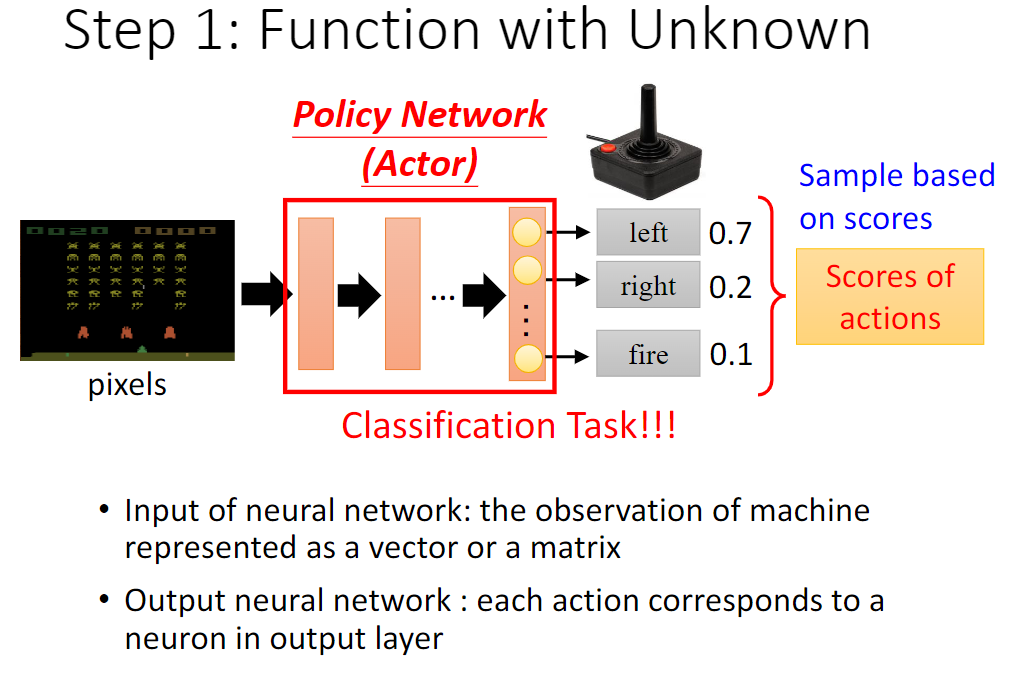 Step 1: Function with Unknown
Policy Network
(Actor)
0020 0000
pixels
...
left 0.7
right 0.2
fire 0.1
Sample based
on scores
Scores of
actions
Classification Task!!!
• Input of neural network: the observation of machine
represented as a vector or a matrix
• Output neural network : each action corresponds to a
neuron in output layer